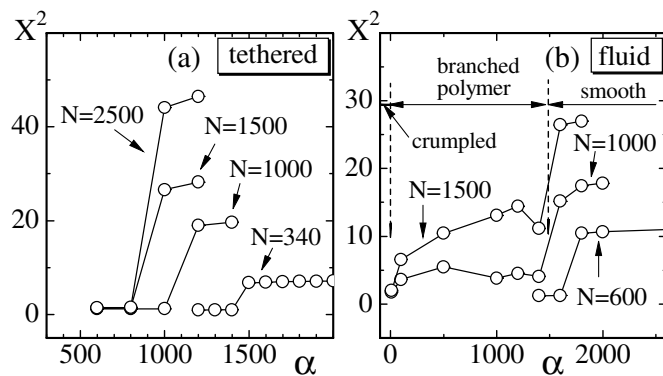 X²
(a)
tethered
40
20
0
N=2500
N=1500
N=1000
N=340
500
1000
1500
α
X²
(b)
fluid
branched
polymer
smooth
crumpled
30
20
10
0
N=1500
N=1000
N=600
0
1000
2000
α